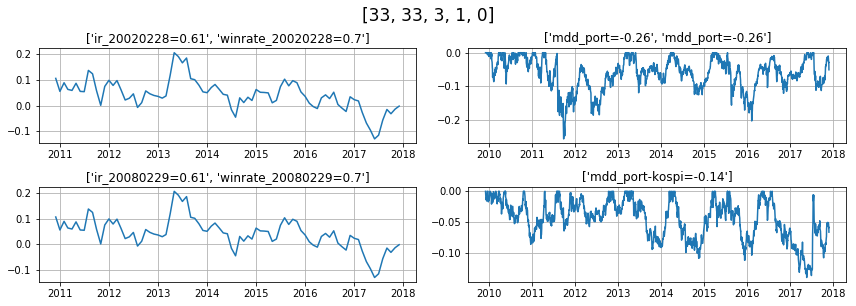 [33, 33, 3, 1, 0]
['ir_20020228=0.61', 'winrate_20020228=0.7']
0.2
0.1
0.0
−0.1
2011 2012 2013 2014 2015 2016 2017 2018
['mdd_port=-0.26', 'mdd_port=-0.26']
0.0
−0.1
−0.2
2010 2011 2012 2013 2014 2015 2016 2017 2018
['ir_20080229=0.61', 'winrate_20080229=0.7']
0.2
0.1
0.0
−0.1
2011 2012 2013 2014 2015 2016 2017 2018
['mdd_port-kospi=-0.14']
0.00
−0.05
−0.10
2010 2011 2012 2013 2014 2015 2016 2017 2018